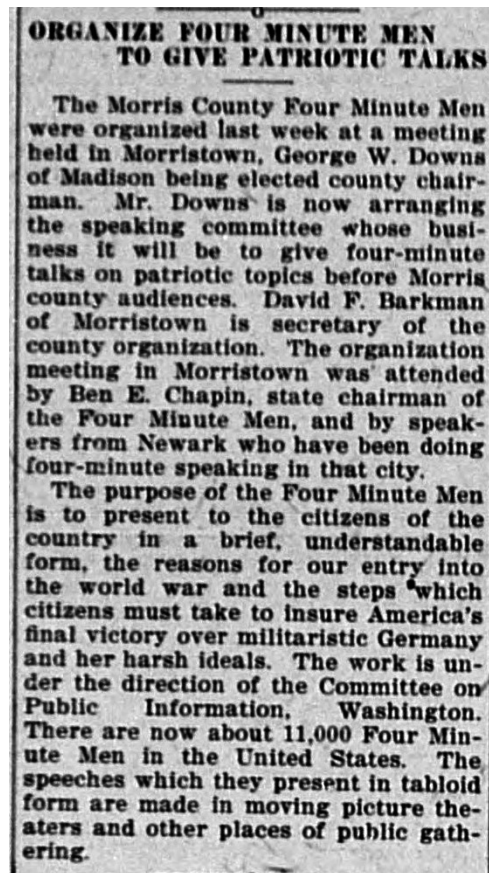 ORGANIZE FOUR MINUTE MEN
TO GIVE PATRIOTIC TALKS
The Morris County Four Minute Men
were organized last week at a meeting
held in Morristown, George W. Downs
of Madison being elected county chair-
man. Mr. Downs is now arranging
the speaking committee whose busi-
ness it will be to give four-minute
talks on patriotic topics before Morris
county audiences. David F. Barkman
of Morristown is secretary of the
county organization. The organization
meeting in Morristown was attended
by Ben E. Chapin, state chairman of
the Four Minute Men, and by speak-
ers from Newark who have been doing
four-minute speaking in that city.
The purpose of the Four Minute Men
is to present to the citizens of the
country in a brief, understandable
form, the reasons for our entry into
the world war and the steps which
citizens must take to insure America's
final victory over militaristic Germany
and her harsh ideals. The work is un-
der the direction of the Committee on
Public Information, Washington.
There are now about 11,000 Four Min-
ute Men in the United States. The
speeches which they present in tabloid
form are made in moving picture the-
aters and other places of public gath-
ering.